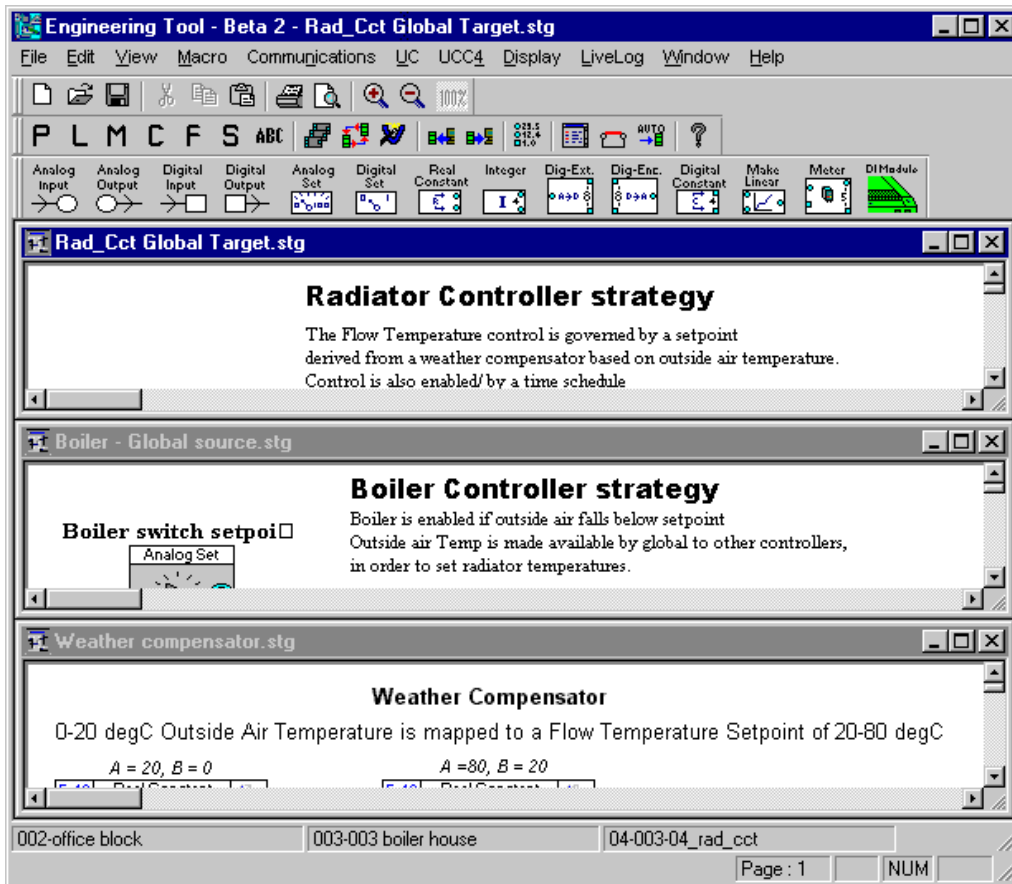 Engineering Tool - Beta 2 - Rad_Cct Global Target.stg
File Edit View Macro Communications UC UCC4 Display LiveLog Window Help
100%
P L M C F S ABC AUTO ?
Analog Input Analog Output Digital Input Digital Output Analog Set Digital Set Real Constant Integer Dig-Ext. Dig-Enc. Digital Constant Make Linear Meter DI Module
Rad_Cct Global Target.stg
Radiator Controller strategy
The Flow Temperature control is governed by a setpoint
derived from a weather compensator based on outside air temperature.
Control is also enabled/ by a time schedule
Boiler - Global source.stg
Boiler Controller strategy
Boiler is enabled if outside air falls below setpoint
Boiler switch setpoi
Outside air Temp is made available by global to other controllers,
Analog Set
in order to set radiator temperatures.
Weather compensator.stg
Weather Compensator
0-20 degC Outside Air Temperature is mapped to a Flow Temperature Setpoint of 20-80 degC
A = 20, B = 0 A =80, B = 20
Real Constant Real Constant
002-office block 003-003 boiler house 04-003-04_rad_cct
Page : 1 NUM